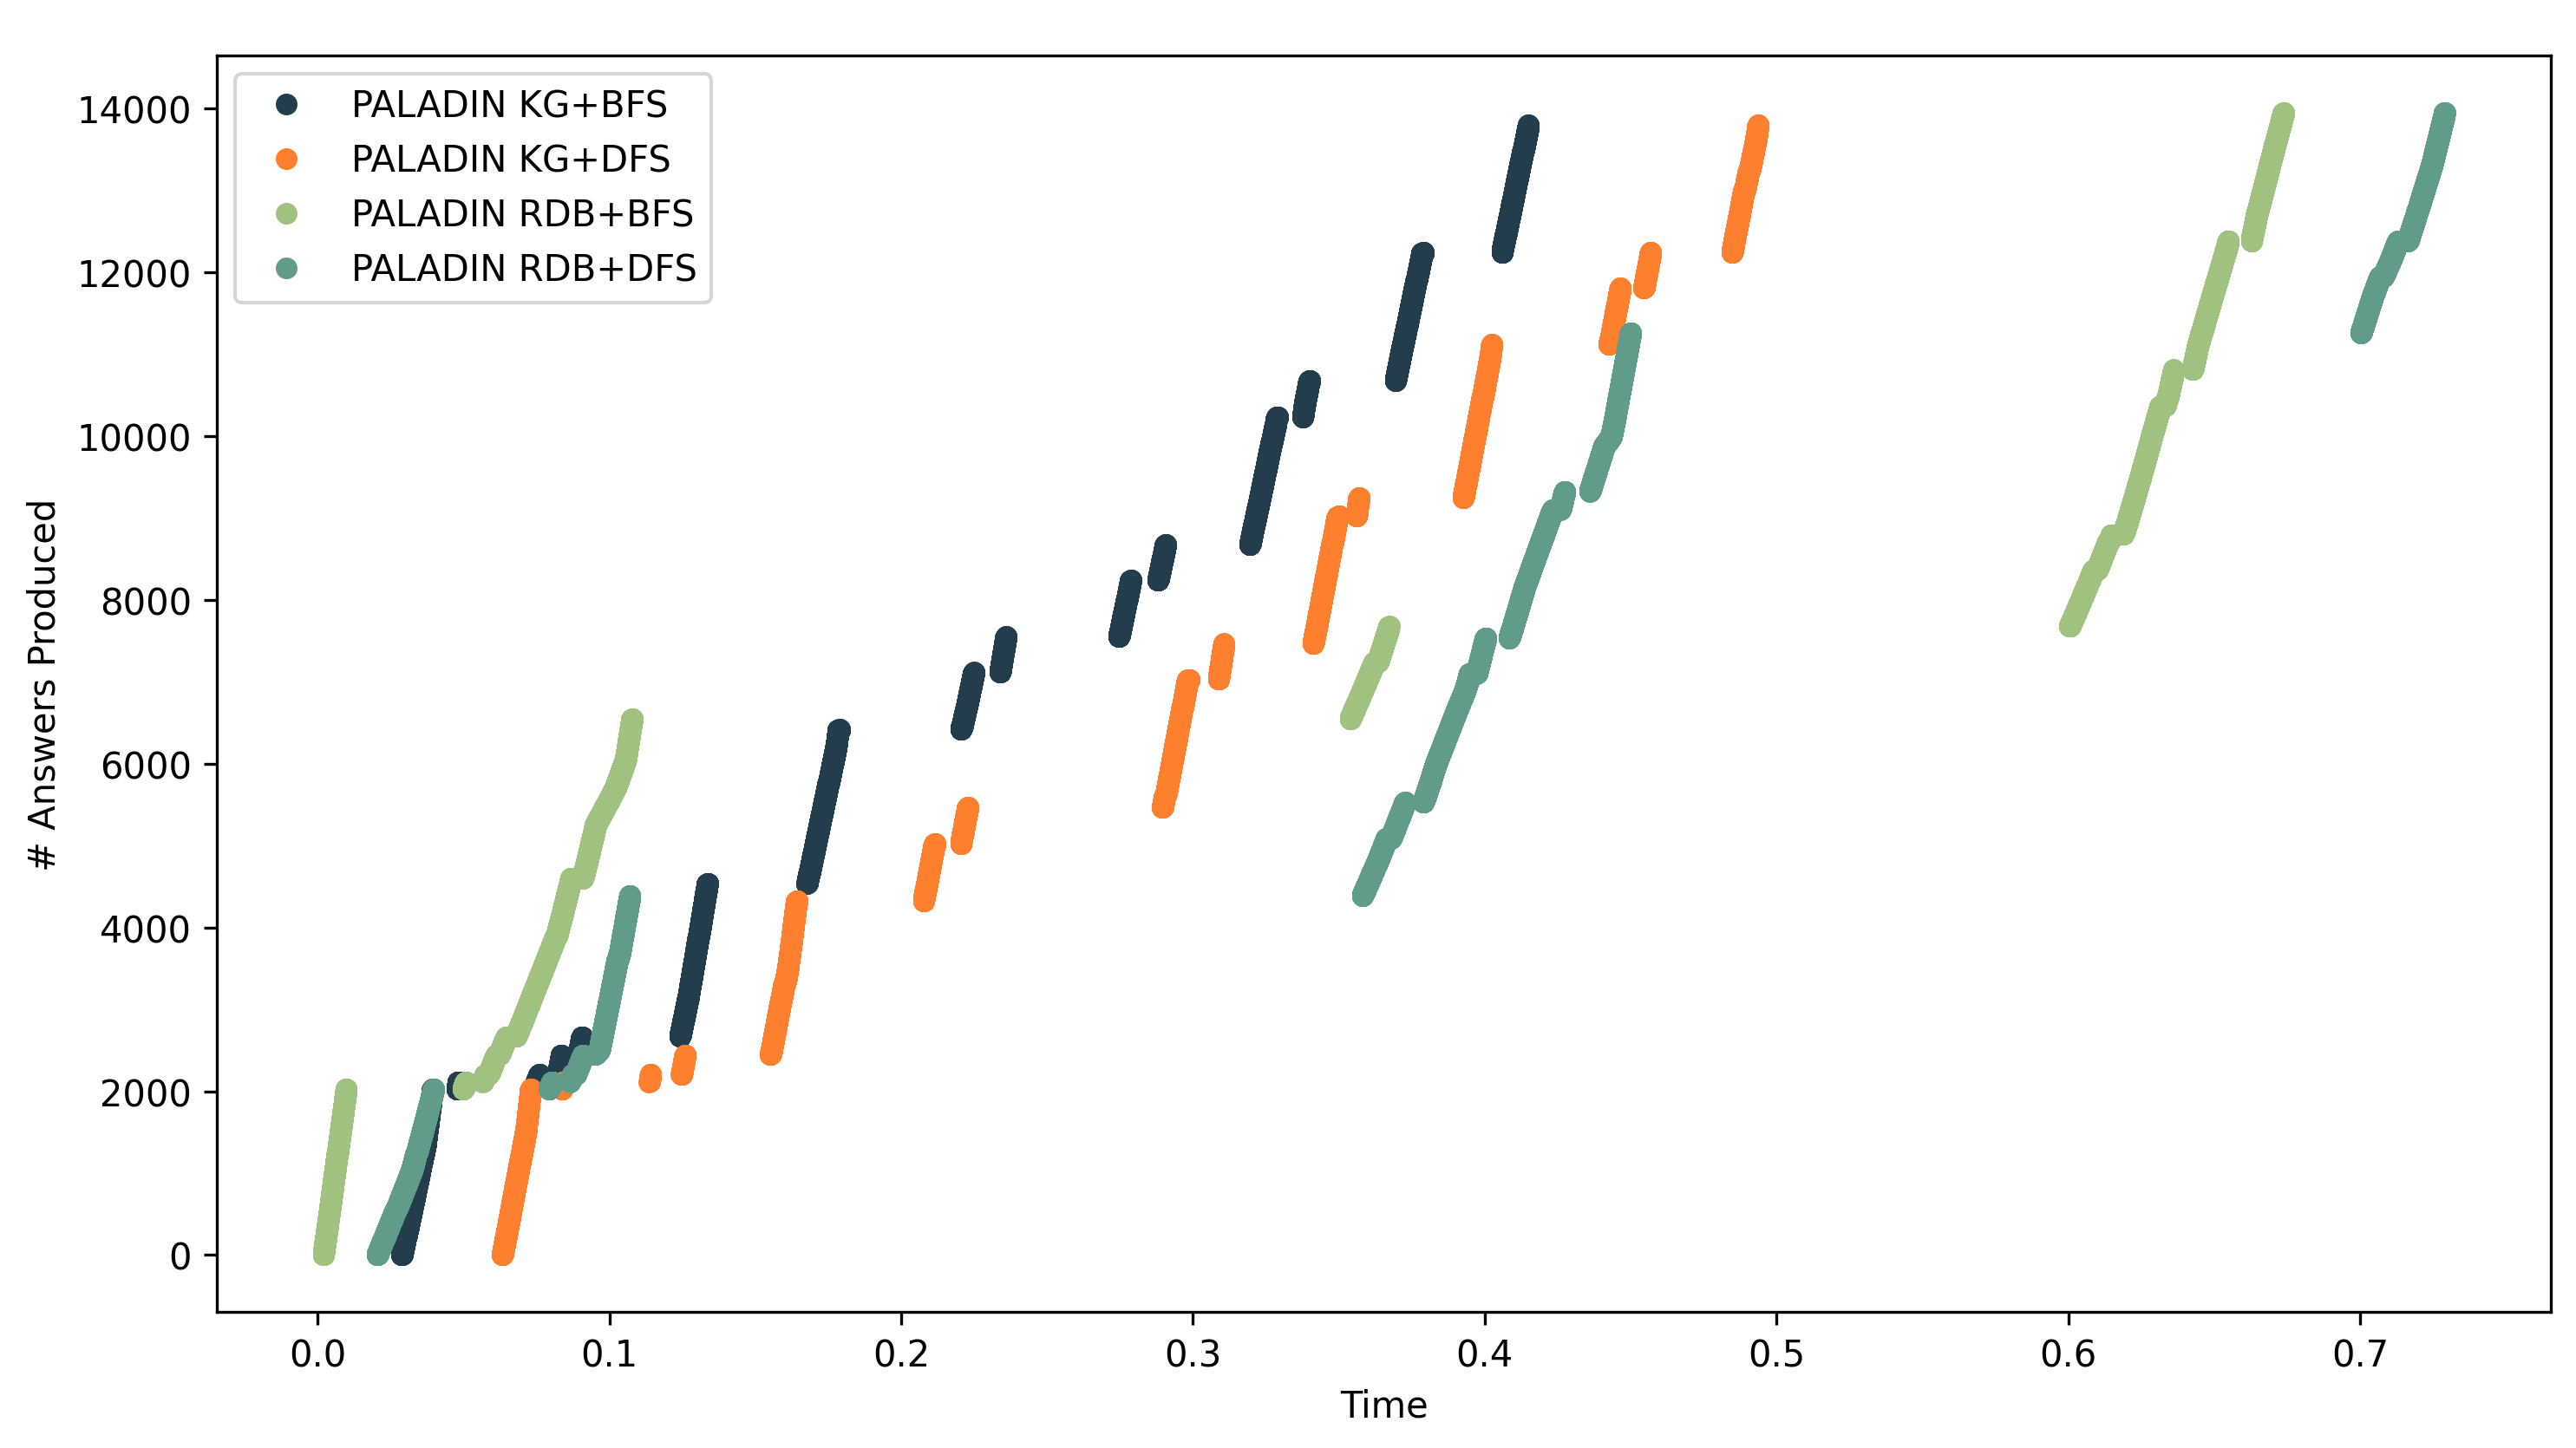 PALADIN KG+BFS
PALADIN KG+DFS
PALADIN RDB+BFS
PALADIN RDB+DFS
14000
12000
10000
8000
6000
4000
2000
0
# Answers Produced
0.0 0.1 0.2 0.3 0.4 0.5 0.6 0.7
Time